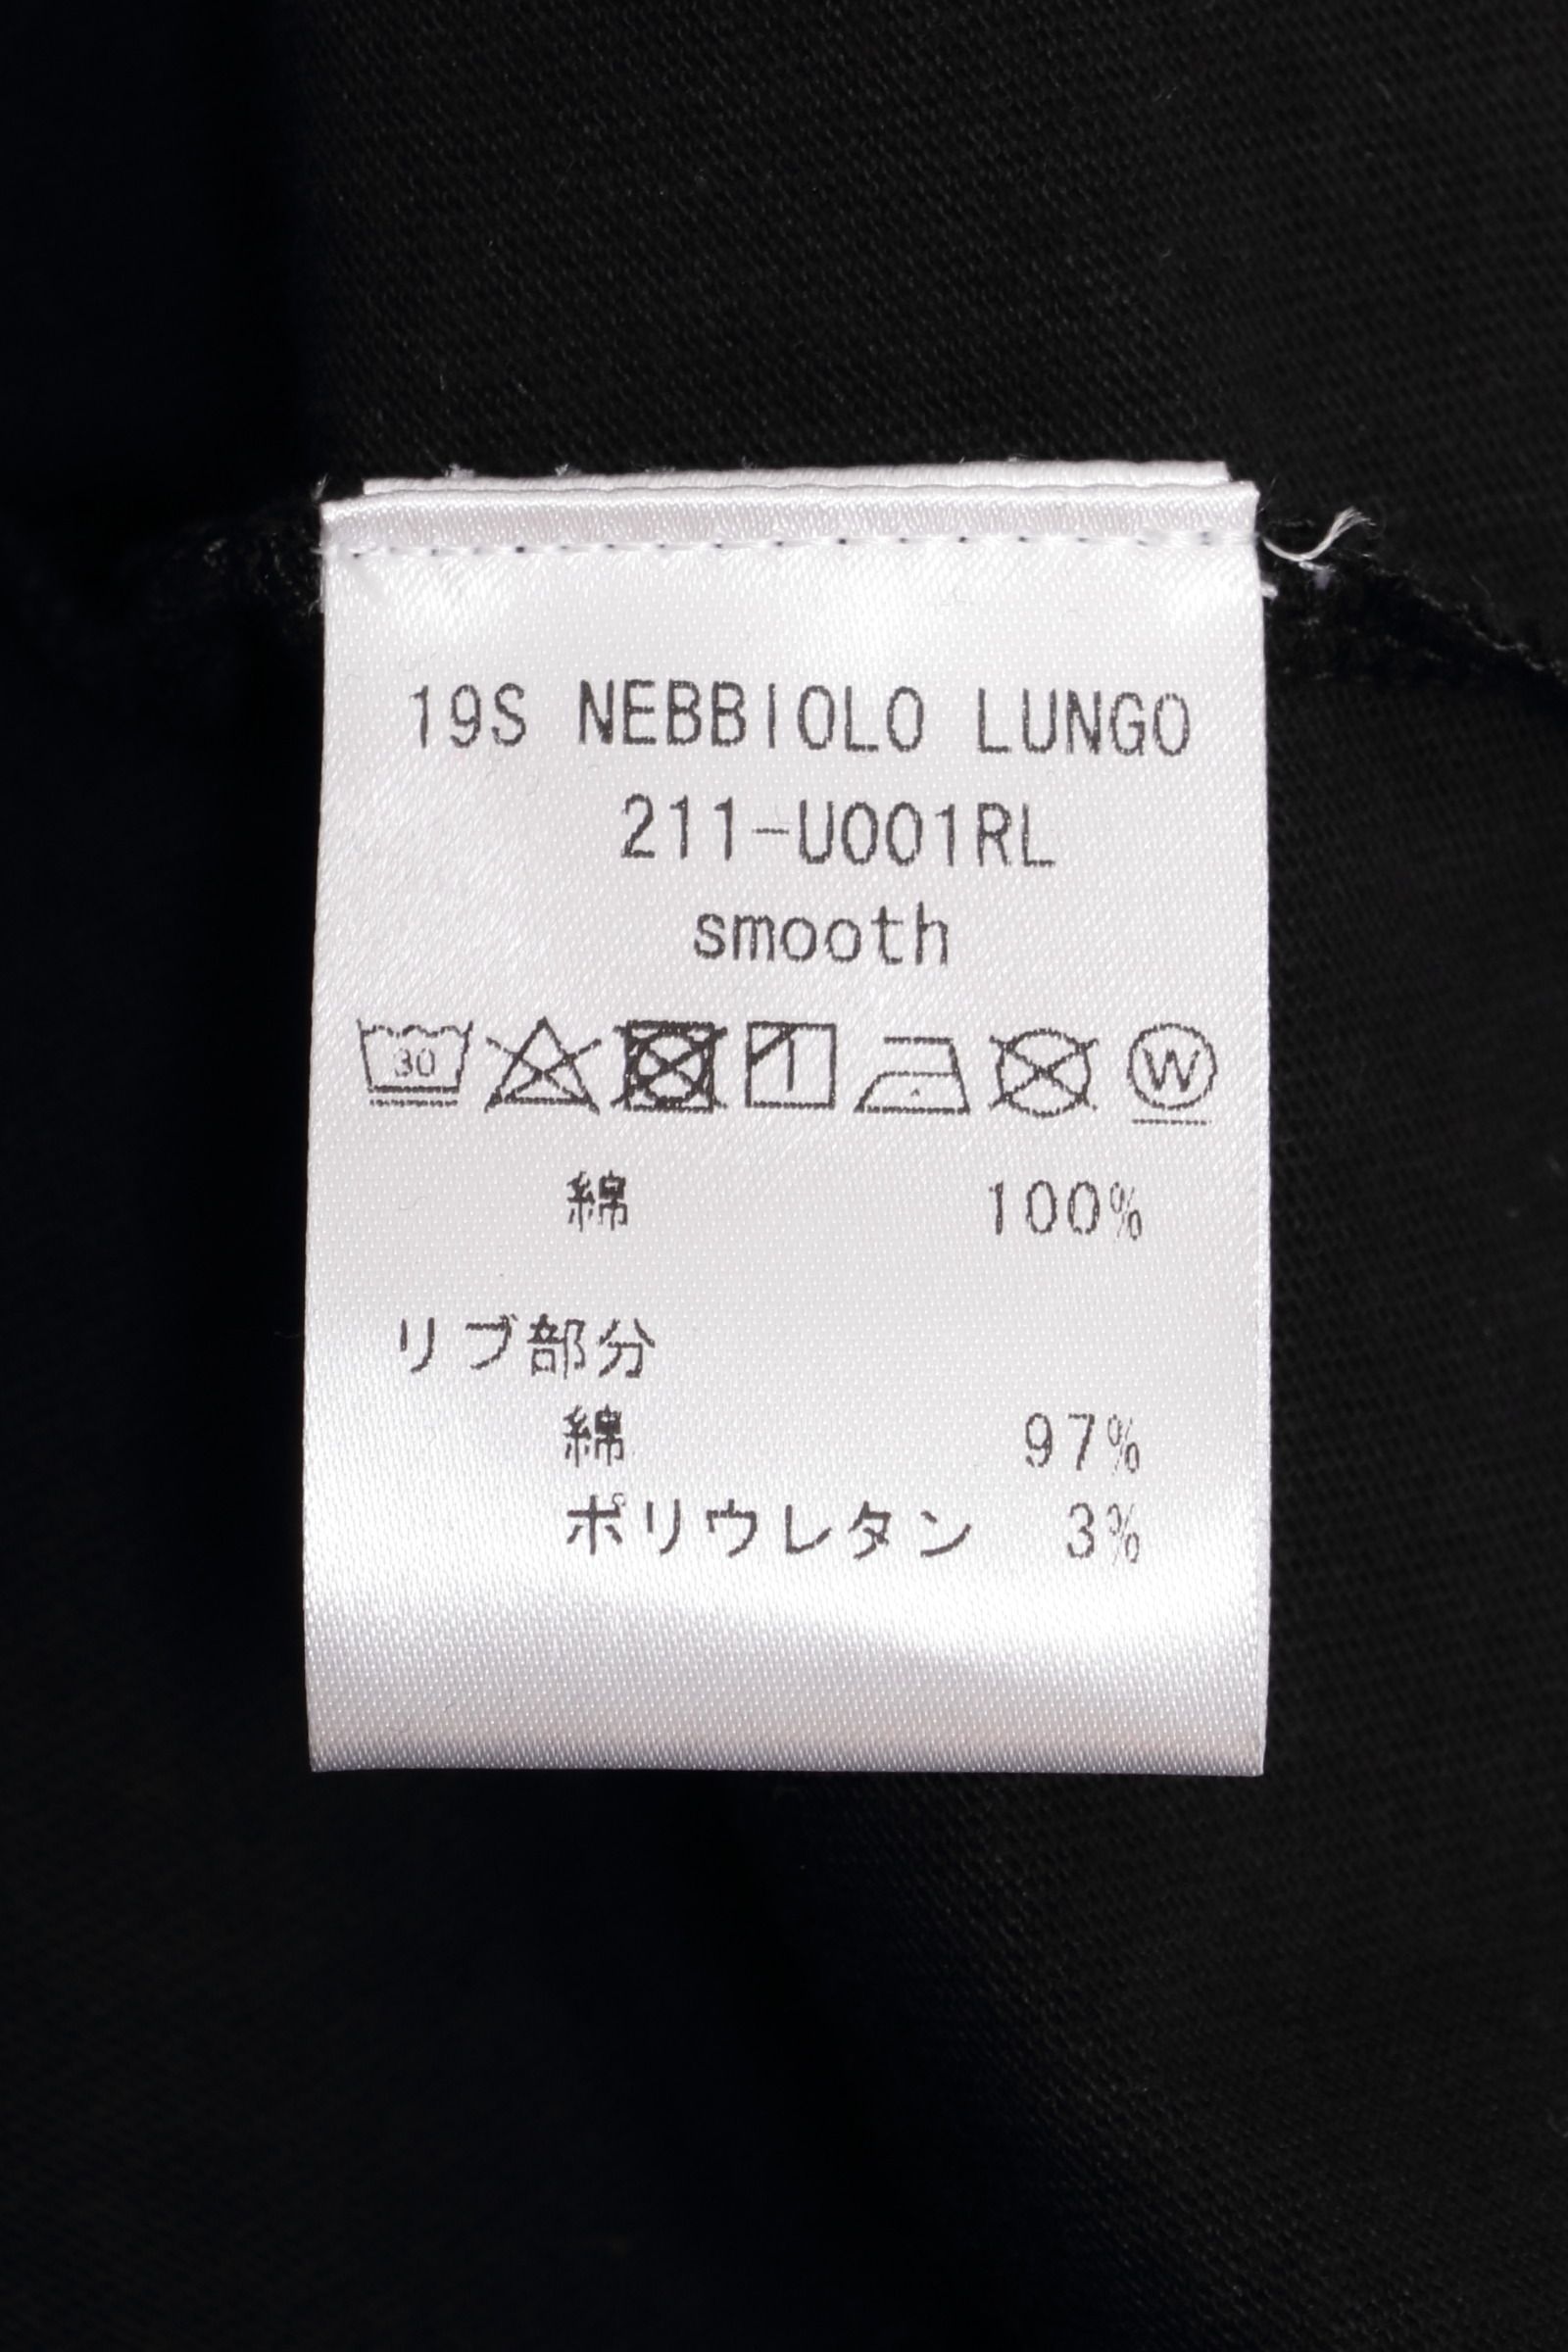 19S NEBBIOLO LUNGO
211-U001RL
smooth
30 W
綿 100%
リブ部分
綿 97%
ポリウレタン 3%